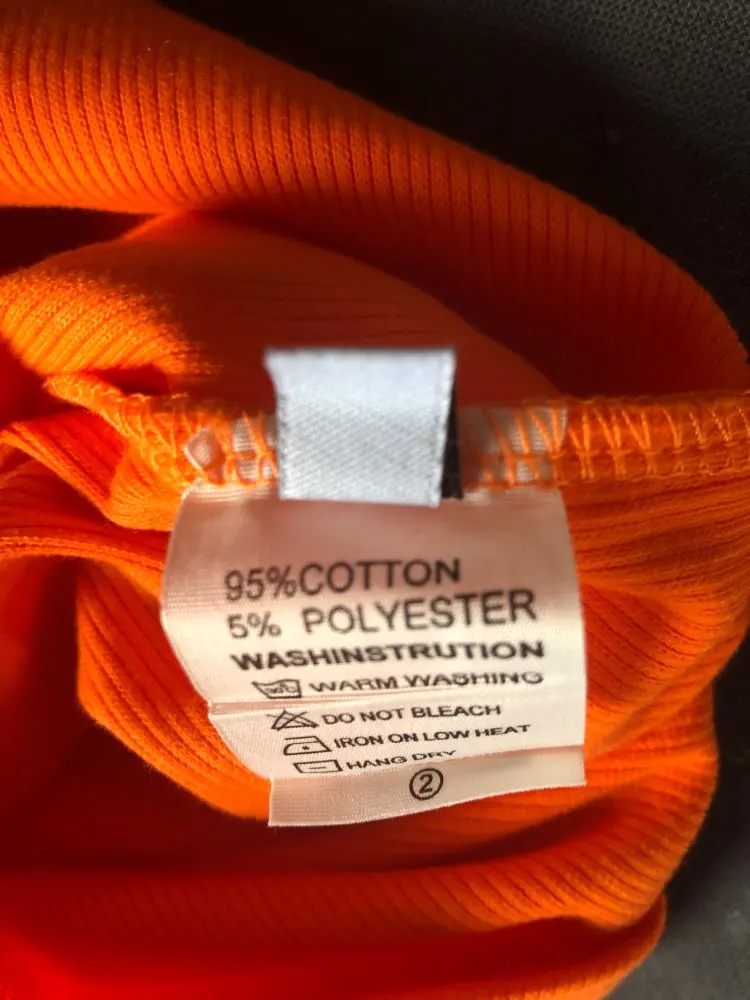 95%COTTON
5% POLYESTER
WASHINSTRUTION
WARM WASHING
DO NOT BLEACH
IRON ON LOW HEAT
HANG DRY
2